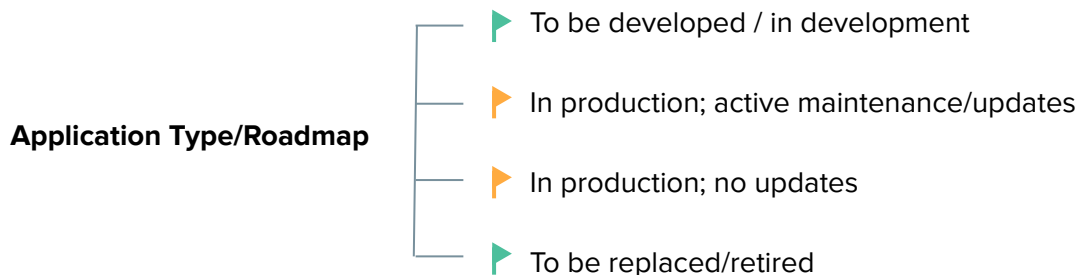 To be developed / in development
In production; active maintenance/updates
Application Type/Roadmap
In production; no updates
To be replaced/retired